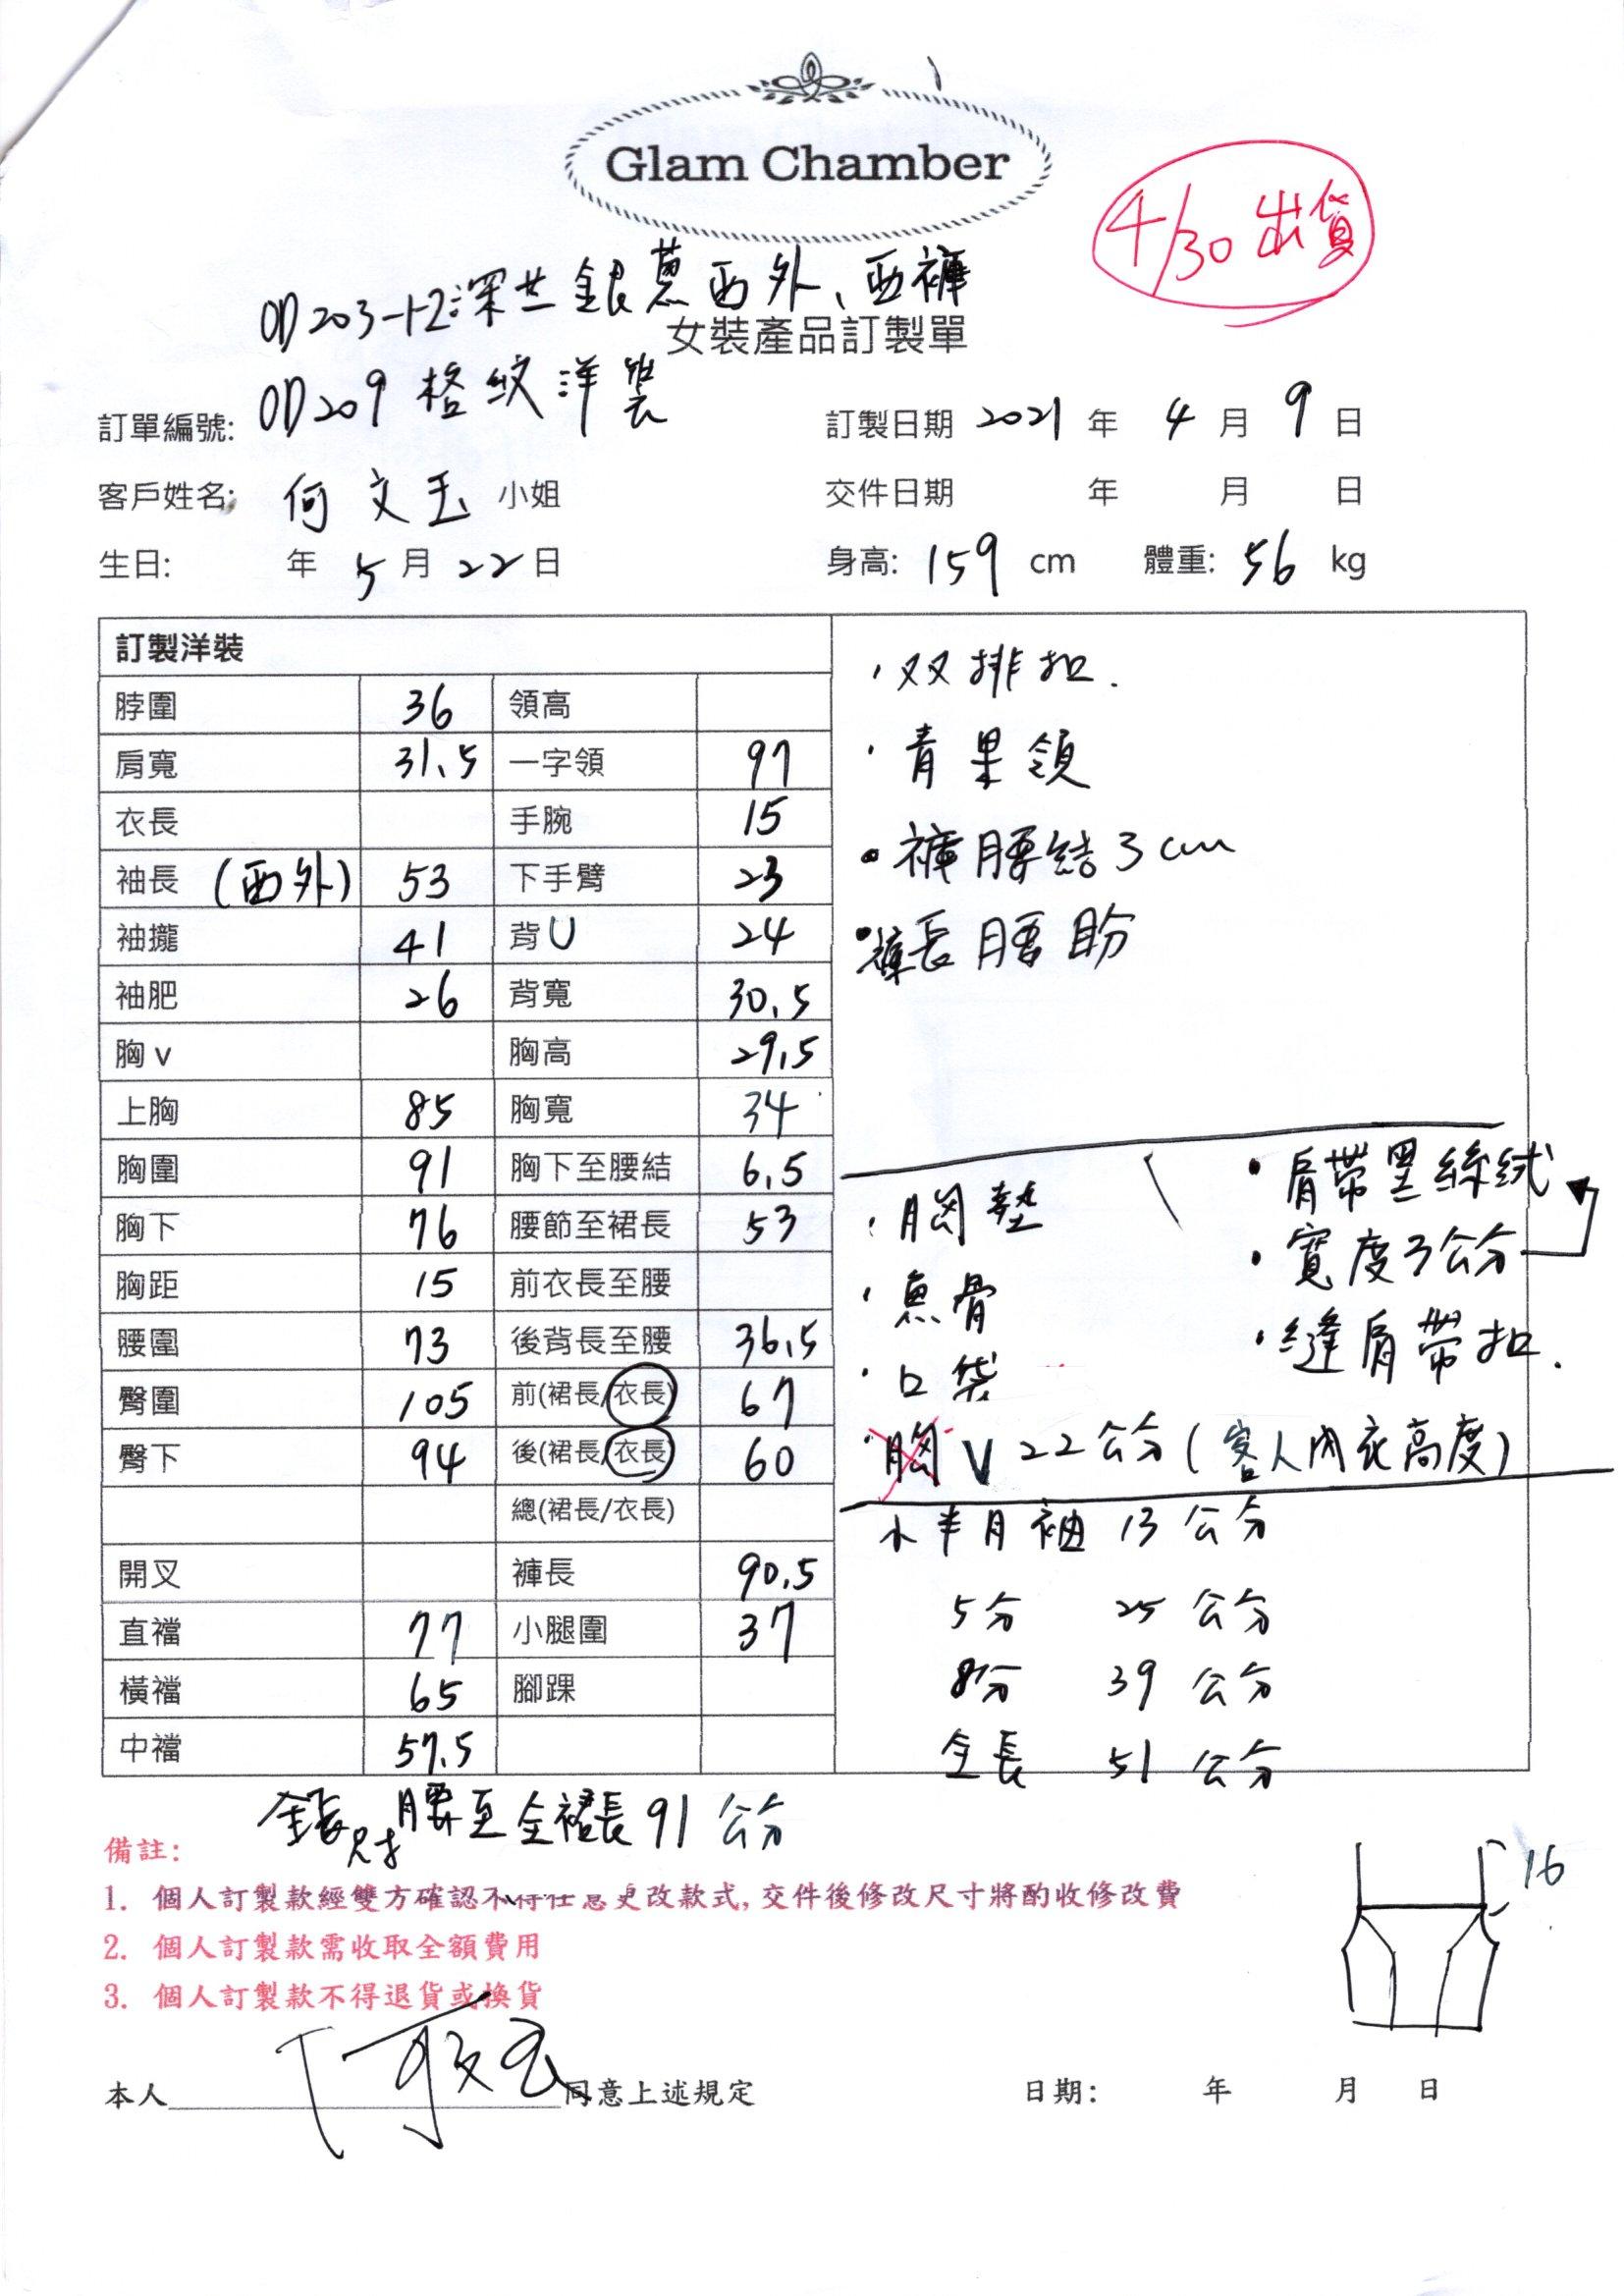 Glam Chamber
4/30 出貨
OD203-12:深芷銀蔥西外、西褲
女裝產品訂製單
OD209 格紋洋裝
訂單編號:
訂製日期 2021 年 4 月 9 日
客戶姓名: 何文玉 小姐
交件日期 年 月 日
生日: 年 5 月 22 日
身高: 159 cm 體重: 56 kg
訂製洋裝
脖圍 36 領高
肩寬 31.5 一字領 97
衣長 手腕 15
袖長 (西外) 53 下手臂 23
袖攏 41 背U 24
袖肥 26 背寬 30.5
胸v 胸高 29.5
上胸 85 胸寬 34
胸圍 91 胸下至腰結 6.5
胸下 76 腰節至裙長 53
胸距 15 前衣長至腰
腰圍 73 後背長至腰 36.5
臀圍 105 前(裙長/衣長) 67
臀下 94 後(裙長/衣長) 60
總(裙長/衣長)
開叉 褲長 90.5
直襠 77 小腿圍 37
橫襠 65 腳踝
中襠 57.5
·双排扣.
·青果領
·褲腰結3cm
·褲長腰盼
·胸墊
·魚骨
·口袋
·胸V 22公分(客人內衣高度)
·肩帶黑絲絨
·寬度3公分
·縫肩帶扣.
小半月袖 13 公分
5分 25 公分
8分 39 公分
全長 51 公分
腰至全裙長91公分
備註:
1. 個人訂製款經雙方確認不得任意更改款式,交件後修改尺寸將酌收修改費
2. 個人訂製款需收取全額費用
3. 個人訂製款不得退貨或換貨
16
本人 何文玉 同意上述規定
日期: 年 月 日